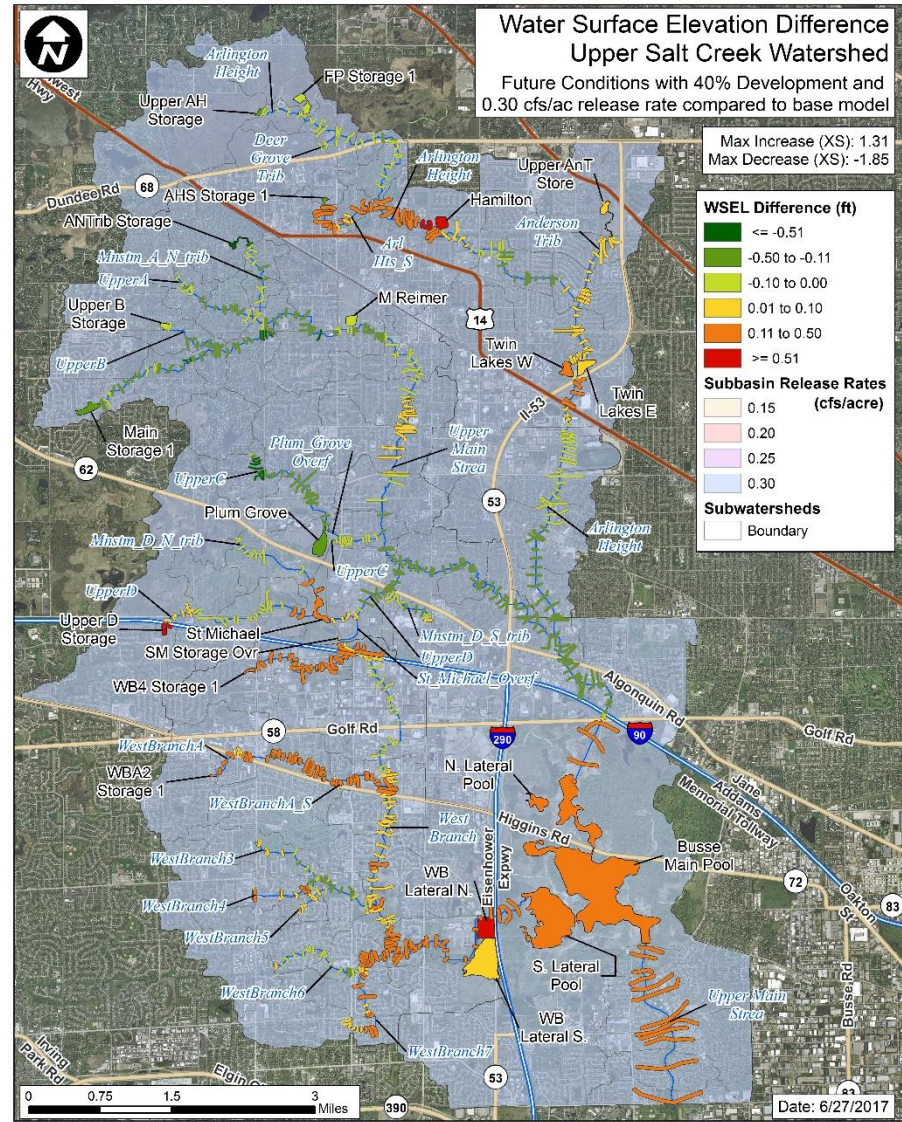 Water Surface Elevation Difference
Upper Salt Creek Watershed
Future Conditions with 40% Development and
0.30 cfs/ac release rate compared to base model
Max Increase (XS): 1.31
Max Decrease (XS): -1.85
WSEL Difference (ft)
<= -0.51
-0.50 to -0.11
-0.10 to 0.00
0.01 to 0.10
0.11 to 0.50
>= 0.51
Subbasin Release Rates
(cfs/acre)
0.15
0.20
0.25
0.30
Subwatersheds
Boundary
N
Hwy
Arlington
Height
FP Storage 1
Upper AH
Storage
Deer
Grove
Trib
Arlington
Height
Upper AnT
Store
Dundee Rd
68
AHS Storage 1
Hamilton
ANTrib Storage
Anderson
Trib
Arl
Hts_S
Mnstm_A_N_trib
UpperA
M Reimer
Upper B
Storage
14
UpperB
Twin
Lakes W
Twin
Lakes E
Il-53
Main
Storage 1
Plum_Grove
Overf
Upper
Main
Strea
62
UpperC
53
Plum Grove
Arlington
Height
Mnstm_D_N_trib
UpperC
UpperD
Upper D
Storage
St Michael
SM Storage Ovr
Mnstm_D_S_trib
UpperD
WB4 Storage 1
St_Michael_Overf
Algonquin Rd
Golf Rd
58
290
90
Golf Rd
WestBranchA
N. Lateral
Pool
Jane
Addams
Memorial Tollway
WBA2
Storage 1
WestBranchA_S
West
Branch
Higgins Rd
Busse
Main Pool
WestBranch3
Eisenhower
Expwy
WB
Lateral N.
72
83
WestBranch4
Oakton
St
WestBranch5
S. Lateral
Pool
WestBranch6
Upper Main
Strea
Busse Rd
WB
Lateral S.
WestBranch7
Irving
Park Rd
Elgin
53
83
0 0.75 1.5 3
Miles
390
Date: 6/27/2017